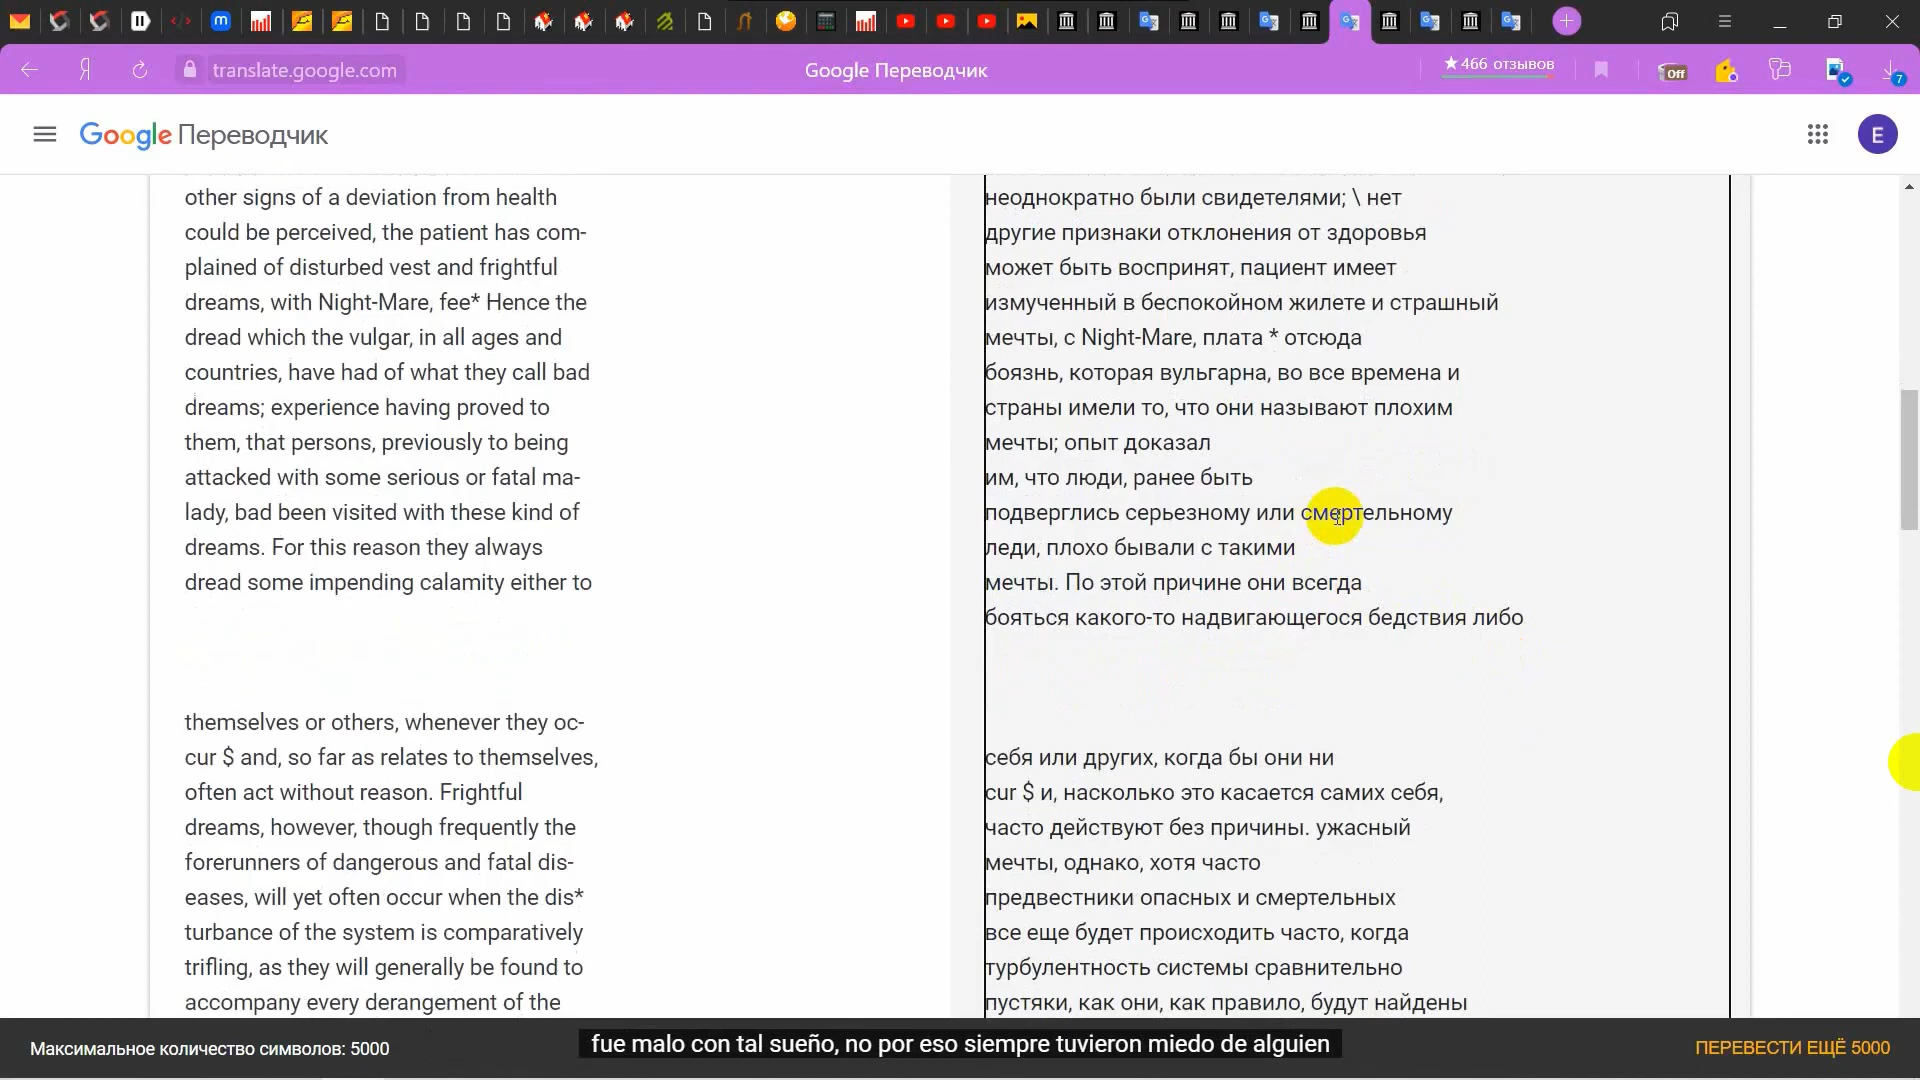 translate.google.com
Google Переводчик
★466 отзывов
Off
7
Google Переводчик
E
other signs of a deviation from health
could be perceived, the patient has com-
plained of disturbed vest and frightful
dreams, with Night-Mare, fee* Hence the
dread which the vulgar, in all ages and
countries, have had of what they call bad
dreams; experience having proved to
them, that persons, previously to being
attacked with some serious or fatal ma-
lady, bad been visited with these kind of
dreams. For this reason they always
dread some impending calamity either to
themselves or others, whenever they oc-
cur $ and, so far as relates to themselves,
often act without reason. Frightful
dreams, however, though frequently the
forerunners of dangerous and fatal dis-
eases, will yet often occur when the dis*
turbance of the system is comparatively
trifling, as they will generally be found to
accompany every derangement of the
неоднократно были свидетелями; \ нет
другие признаки отклонения от здоровья
может быть воспринят, пациент имеет
измученный в беспокойном жилете и страшный
мечты, с Night-Mare, плата * отсюда
боязнь, которая вульгарна, во все времена и
страны имели то, что они называют плохим
мечты; опыт доказал
им, что люди, ранее быть
подверглись серьезному или смертельному
леди, плохо бывали с такими
мечты. По этой причине они всегда
бояться какого-то надвигающегося бедствия либо
себя или других, когда бы они ни
cur $ и, насколько это касается самих себя,
часто действуют без причины. ужасный
мечты, однако, хотя часто
предвестники опасных и смертельных
все еще будет происходить часто, когда
турбулентность системы сравнительно
пустяки, как они, как правило, будут найдены
Максимальное количество символов: 5000
fue malo con tal sueño, no por eso siempre tuvieron miedo de alguien
ПЕРЕВЕСТИ ЕЩЁ 5000